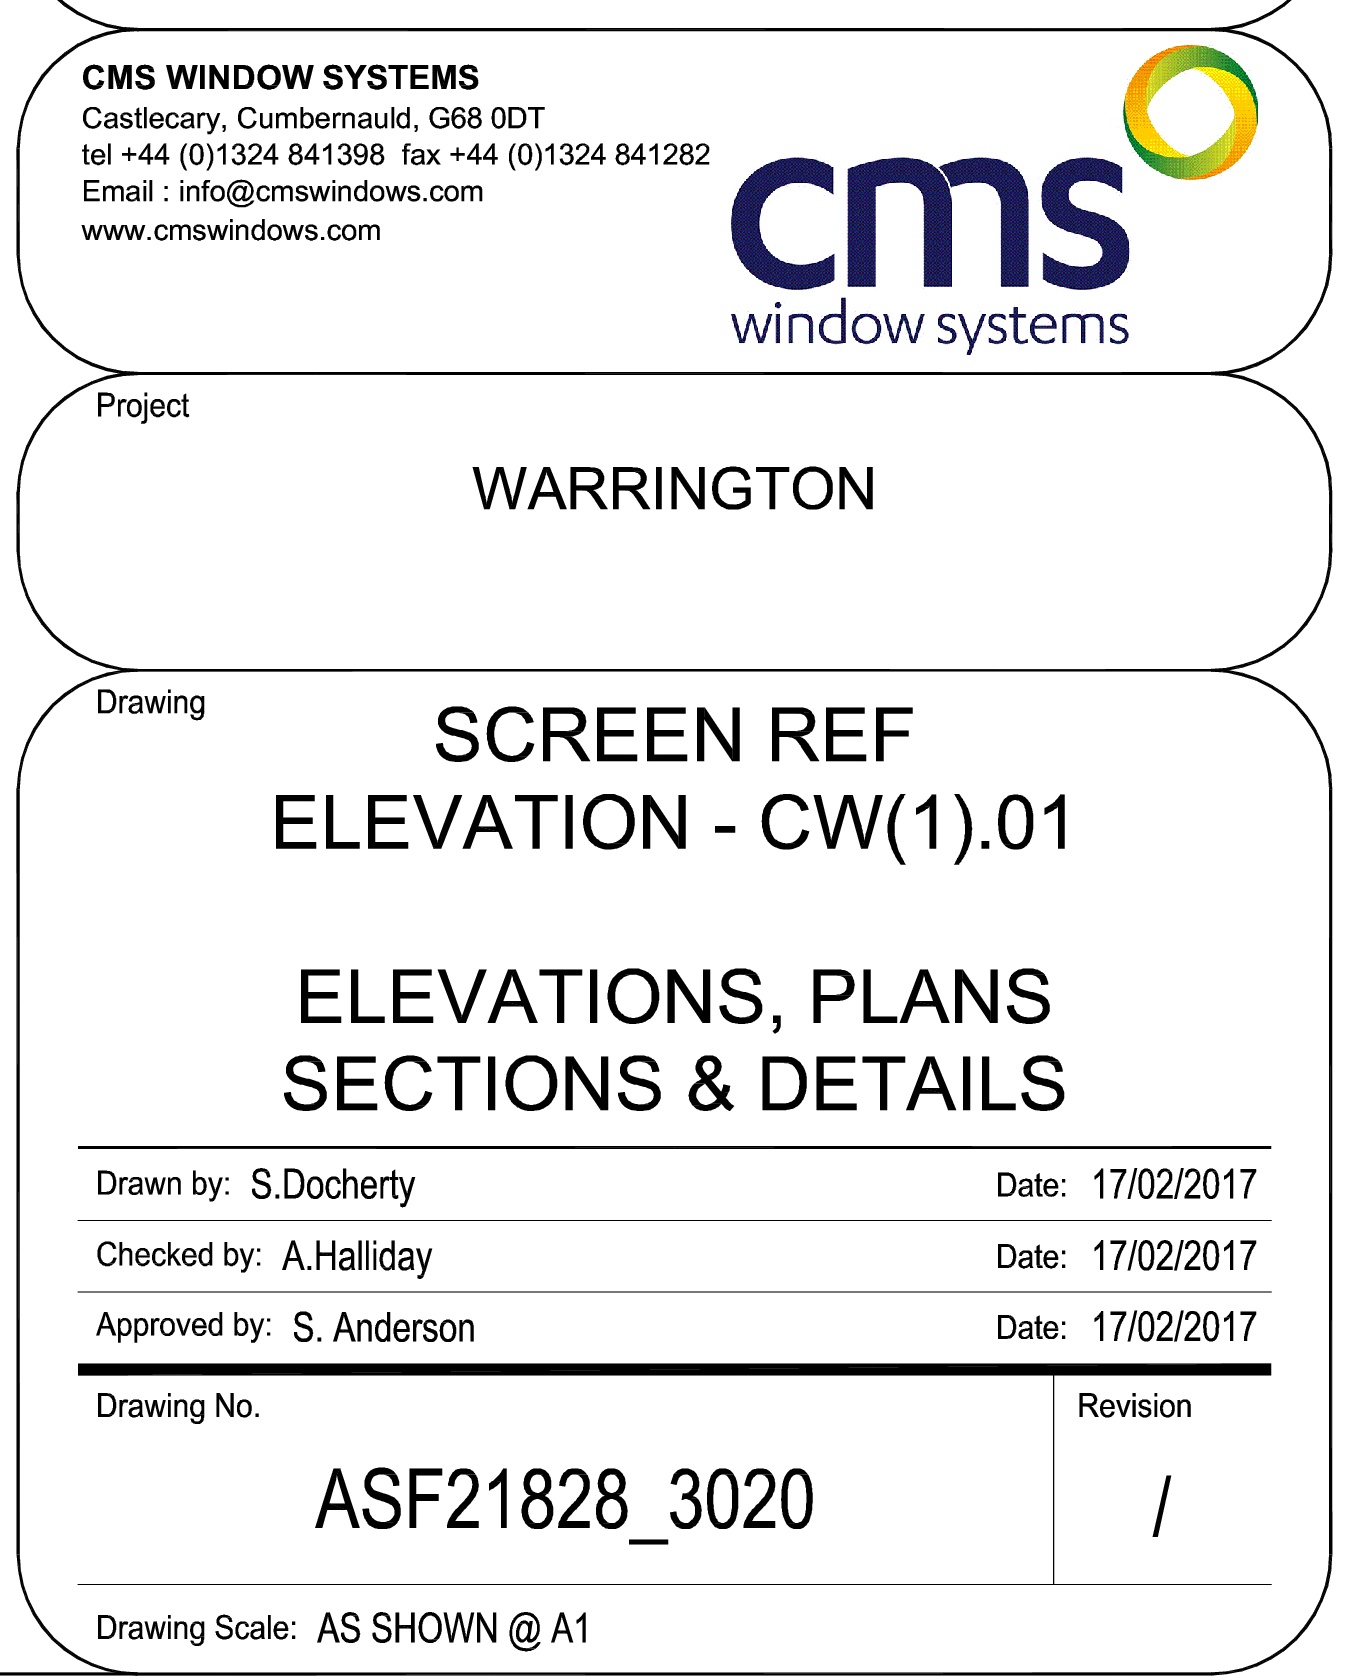 CMS WINDOW SYSTEMS
Castlecary, Cumbernauld, G68 0DT
tel +44 (0)1324 841398  fax +44 (0)1324 841282
Email : info@cmswindows.com
www.cmswindows.com
cms
window systems
Project
WARRINGTON
Drawing
SCREEN REF
ELEVATION - CW(1).01
ELEVATIONS, PLANS
SECTIONS & DETAILS
Drawn by: S.Docherty Date: 17/02/2017
Checked by: A.Halliday Date: 17/02/2017
Approved by: S. Anderson Date: 17/02/2017
Drawing No. Revision
ASF21828_3020 /
Drawing Scale: AS SHOWN @ A1